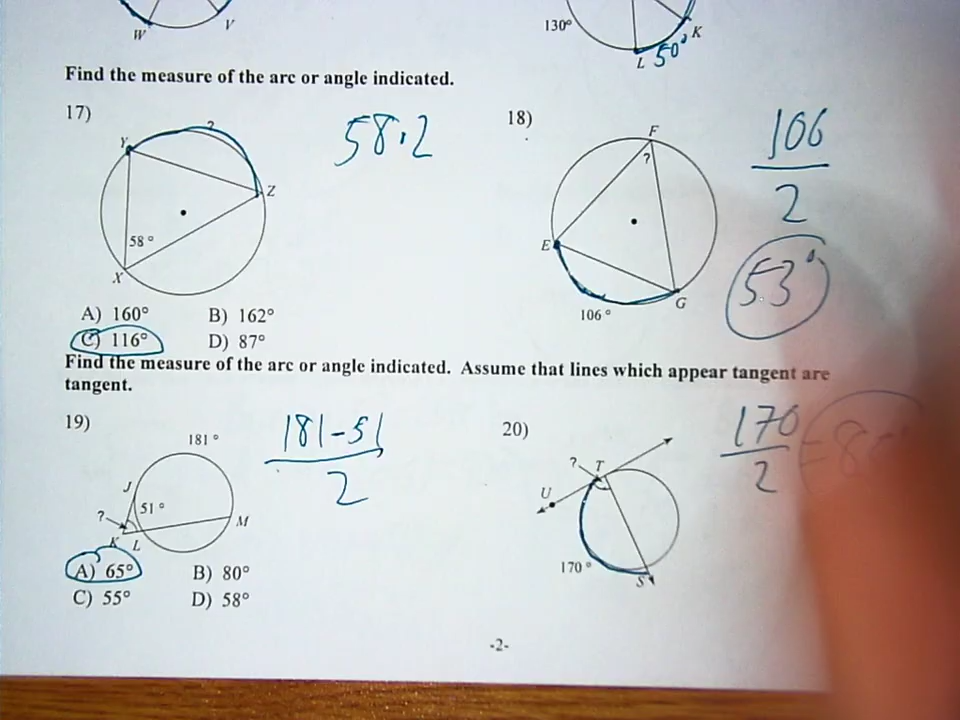 W V
130° K
L 50°
Find the measure of the arc or angle indicated.
17) 18)
? 58·2 F 106
Y ? 2
Z
58° E 53°
X G
106°
A) 160° B) 162°
C) 116° D) 87°
Find the measure of the arc or angle indicated. Assume that lines which appear tangent are
tangent.
19) 20)
181° 181-51 170
J 2 ? T 2
51° U
? M
K L
170°
S
A) 65° B) 80°
C) 55° D) 58°
-2-